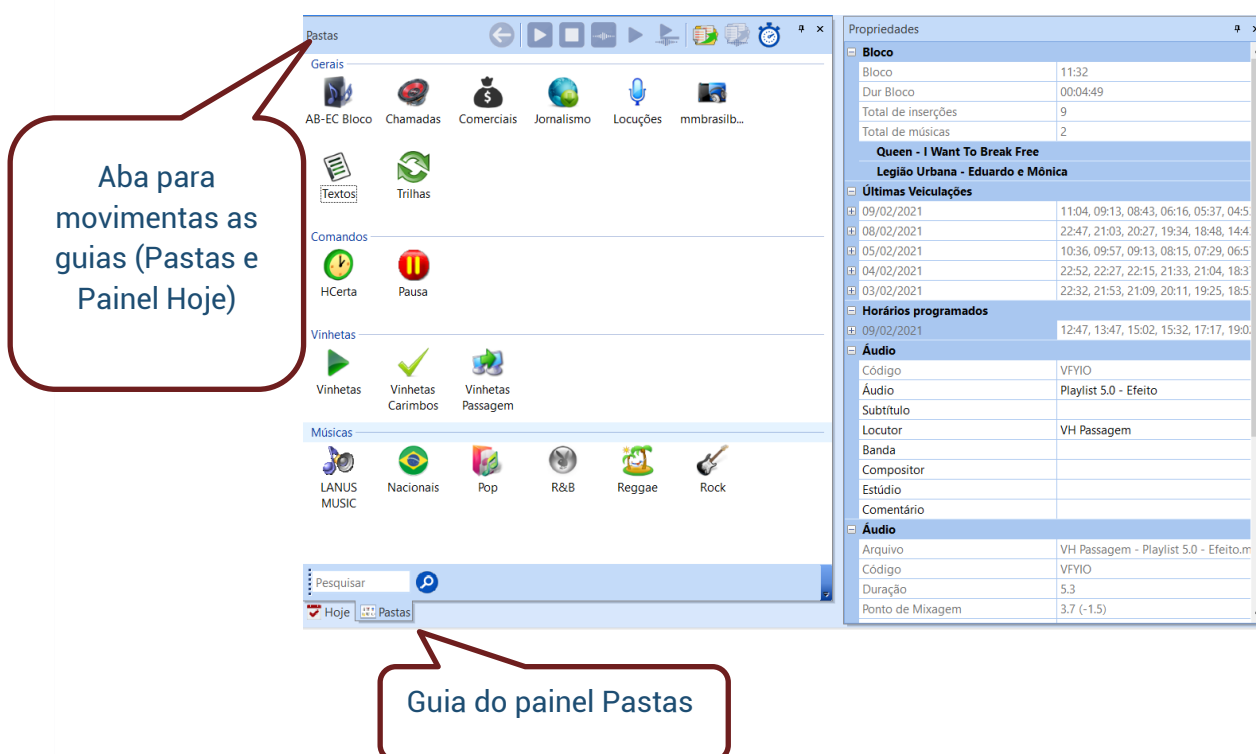 Pastas
Gerais
AB-EC Bloco Chamadas Comerciais Jornalismo Locuções mmbrasilb...
Textos Trilhas
Comandos
HCerta Pausa
Vinhetas
Vinhetas Vinhetas Vinhetas
Carimbos Passagem
Músicas
LANUS Nacionais Pop R&B Reggae Rock
MUSIC
Pesquisar
Hoje Pastas
Propriedades
Bloco
Bloco 11:32
Dur Bloco 00:04:49
Total de inserções 9
Total de músicas 2
Queen - I Want To Break Free
Legião Urbana - Eduardo e Mônica
Últimas Veiculações
09/02/2021 11:04, 09:13, 08:43, 06:16, 05:37, 04:5
08/02/2021 22:47, 21:03, 20:27, 19:34, 18:48, 14:4
05/02/2021 10:36, 09:57, 09:13, 08:15, 07:29, 06:5
04/02/2021 22:52, 22:27, 22:15, 21:33, 21:04, 18:3
03/02/2021 22:32, 21:53, 21:09, 20:11, 19:25, 18:5
Horários programados
09/02/2021 12:47, 13:47, 15:02, 15:32, 17:17, 19:0
Áudio
Código VFYIO
Áudio Playlist 5.0 - Efeito
Subtítulo
Locutor VH Passagem
Banda
Compositor
Estúdio
Comentário
Áudio
Arquivo VH Passagem - Playlist 5.0 - Efeito.m
Código VFYIO
Duração 5.3
Ponto de Mixagem 3.7 (-1.5)
Aba para
movimentas as
guias (Pastas e
Painel Hoje)
Guia do painel Pastas